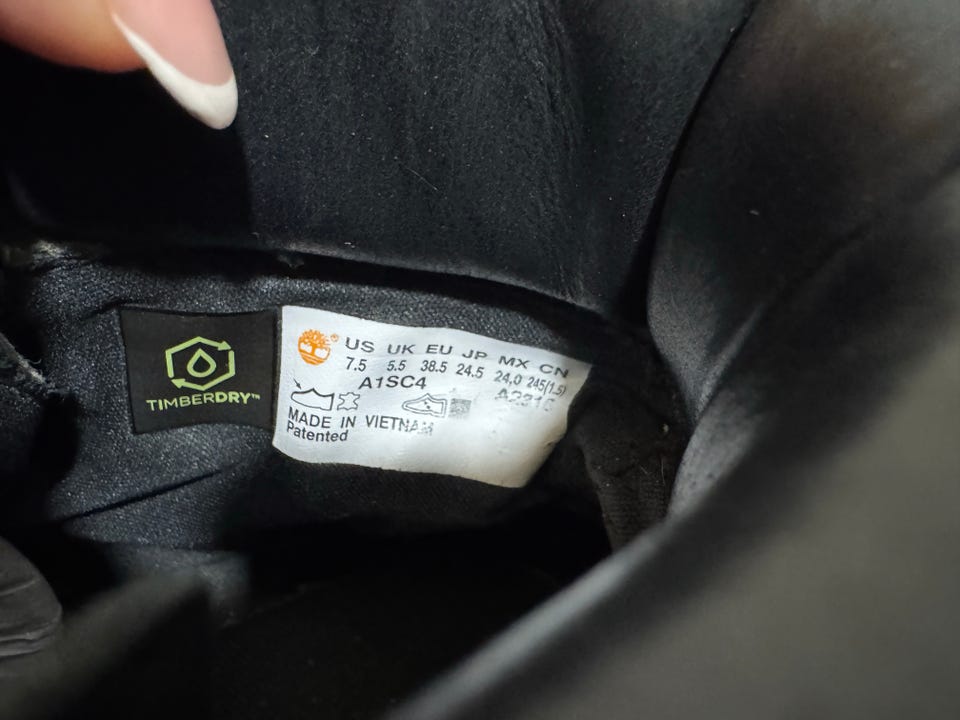 TIMBERDRY™
®
US UK EU JP MX CN
7.5 5.5 38.5 24.5 24.0 245(1.5)
A1SC4
MADE IN VIETNAM
Patented